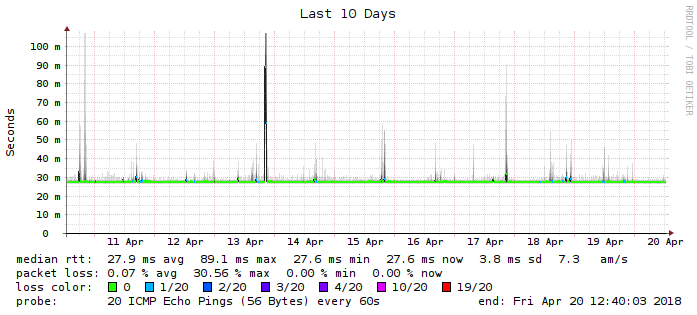 Last 10 Days
RRDTOOL / TOBI OETIKER
Seconds
100 m
90 m
80 m
70 m
60 m
50 m
40 m
30 m
20 m
10 m
0
11 Apr 12 Apr 13 Apr 14 Apr 15 Apr 16 Apr 17 Apr 18 Apr 19 Apr 20 Apr
median rtt: 27.9 ms avg 89.1 ms max 27.6 ms min 27.6 ms now 3.8 ms sd 7.3 am/s
packet loss: 0.07 % avg 30.56 % max 0.00 % min 0.00 % now
loss color: 0 1/20 2/20 3/20 4/20 10/20 19/20
probe: 20 ICMP Echo Pings (56 Bytes) every 60s end: Fri Apr 20 12:40:03 2018